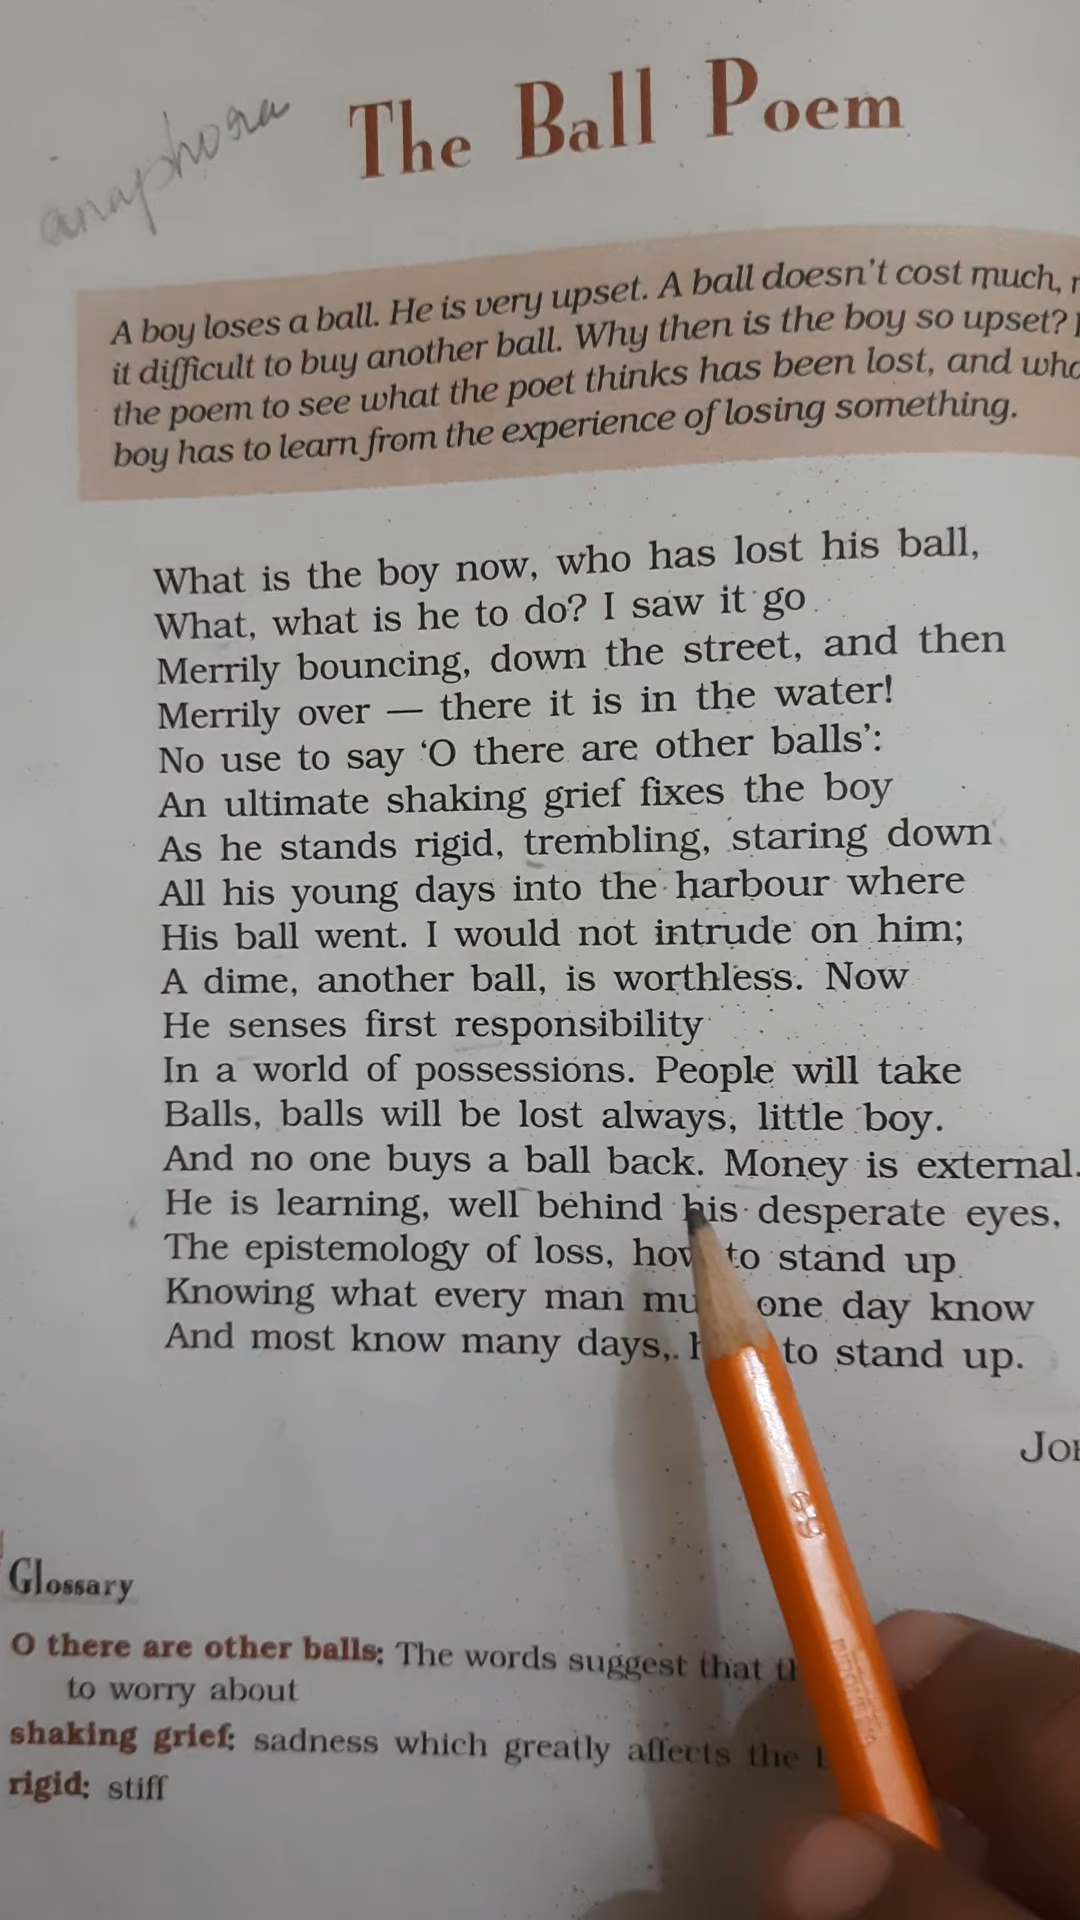 anaphora
The Ball Poem
A boy loses a ball. He is very upset. A ball doesn't cost much,
it difficult to buy another ball. Why then is the boy so upset?
the poem to see what the poet thinks has been lost, and
boy has to learn from the experience of losing something.
What is the boy now, who has lost his ball,
What, what is he to do? I saw it go
Merrily bouncing, down the street, and then
Merrily over — there it is in the water!
No use to say ‘O there are other balls’:
An ultimate shaking grief fixes the boy
As he stands rigid, trembling, staring down
All his young days into the harbour where
His ball went. I would not intrude on him;
A dime, another ball, is worthless. Now
He senses first responsibility
In a world of possessions. People will take
Balls, balls will be lost always, little boy.
And no one buys a ball back. Money is external.
He is learning, well behind his desperate eyes,
The epistemology of loss, how to stand up
Knowing what every man one day know
And most know many days, to stand up.
Glossary
O there are other balls: The words suggest that
to worry about
shaking grief: sadness which greatly affects the
rigid: stiff